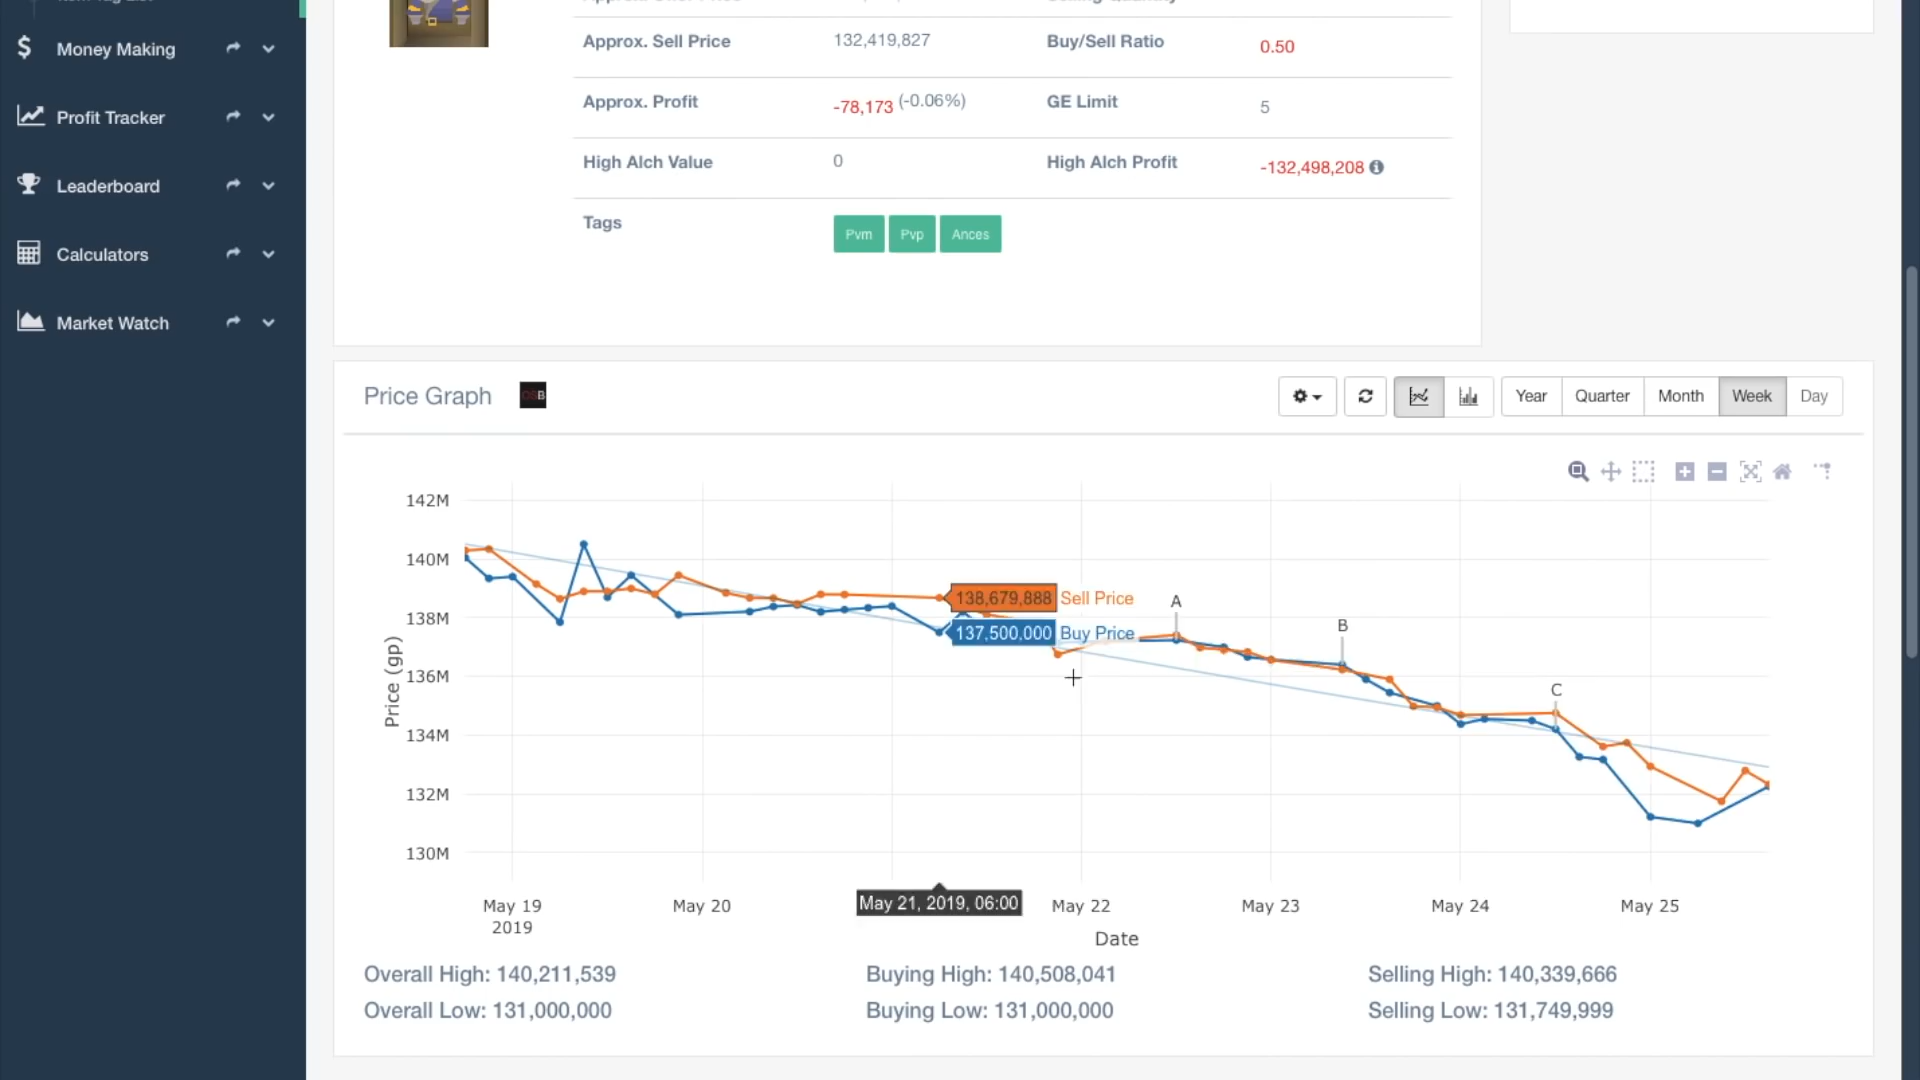 Money Making
Profit Tracker
Leaderboard
Calculators
Market Watch
Approx. Sell Price 132,419,827 Buy/Sell Ratio 0.50
Approx. Profit -78,173 (-0.06%) GE Limit 5
High Alch Value 0 High Alch Profit -132,498,208
Tags Pvm Pvp Ances
Price Graph OSB Year Quarter Month Week Day
142M
140M
138M
136M
134M
132M
130M
Price (gp)
138,679,888 Sell Price
137,500,000 Buy Price
A
B
C
May 21, 2019, 06:00
May 19 May 20 May 22 May 23 May 24 May 25
2019
Date
Overall High: 140,211,539 Buying High: 140,508,041 Selling High: 140,339,666
Overall Low: 131,000,000 Buying Low: 131,000,000 Selling Low: 131,749,999